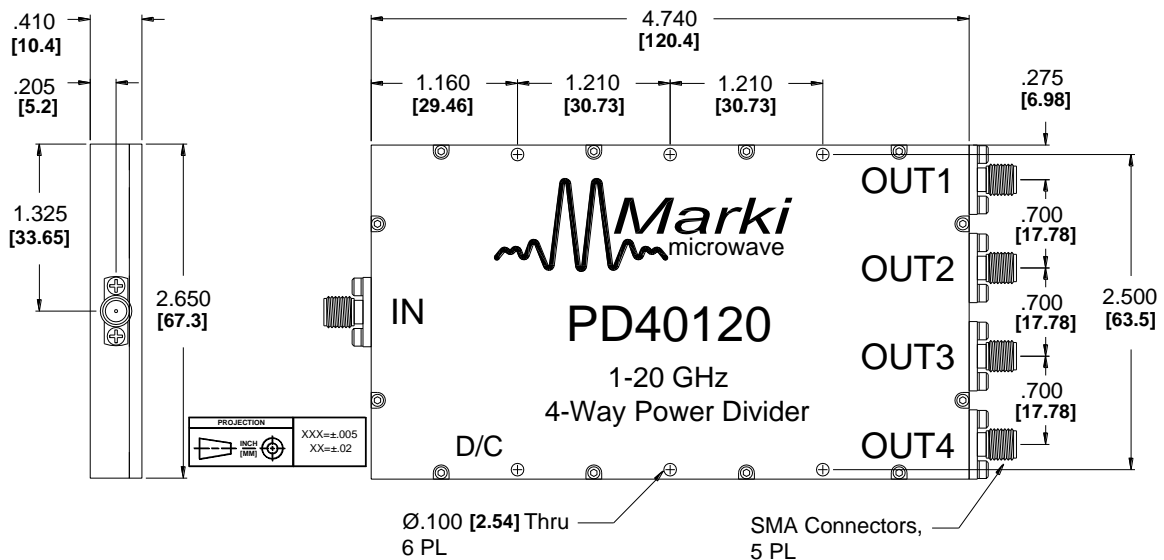 .410
[10.4]
.205
[5.2]
4.740
[120.4]
1.160
[29.46]
1.210
[30.73]
1.210
[30.73]
.275
[6.98]
1.325
[33.65]
2.650
[67.3]
Marki
microwave
IN
PD40120
1-20 GHz
4-Way Power Divider
D/C
OUT1
OUT2
OUT3
OUT4
.700
[17.78]
.700
[17.78]
.700
[17.78]
2.500
[63.5]
PROJECTION
INCH
[MM]
XXX=±.005
XX=±.02
Ø.100 [2.54] Thru
6 PL
SMA Connectors,
5 PL